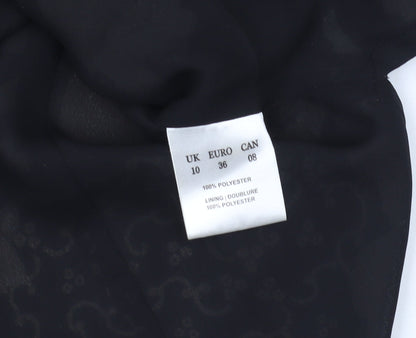 UK EURO CAN
10 36 08
100% POLYESTER
LINING ; DOUBLURE
100% POLYESTER